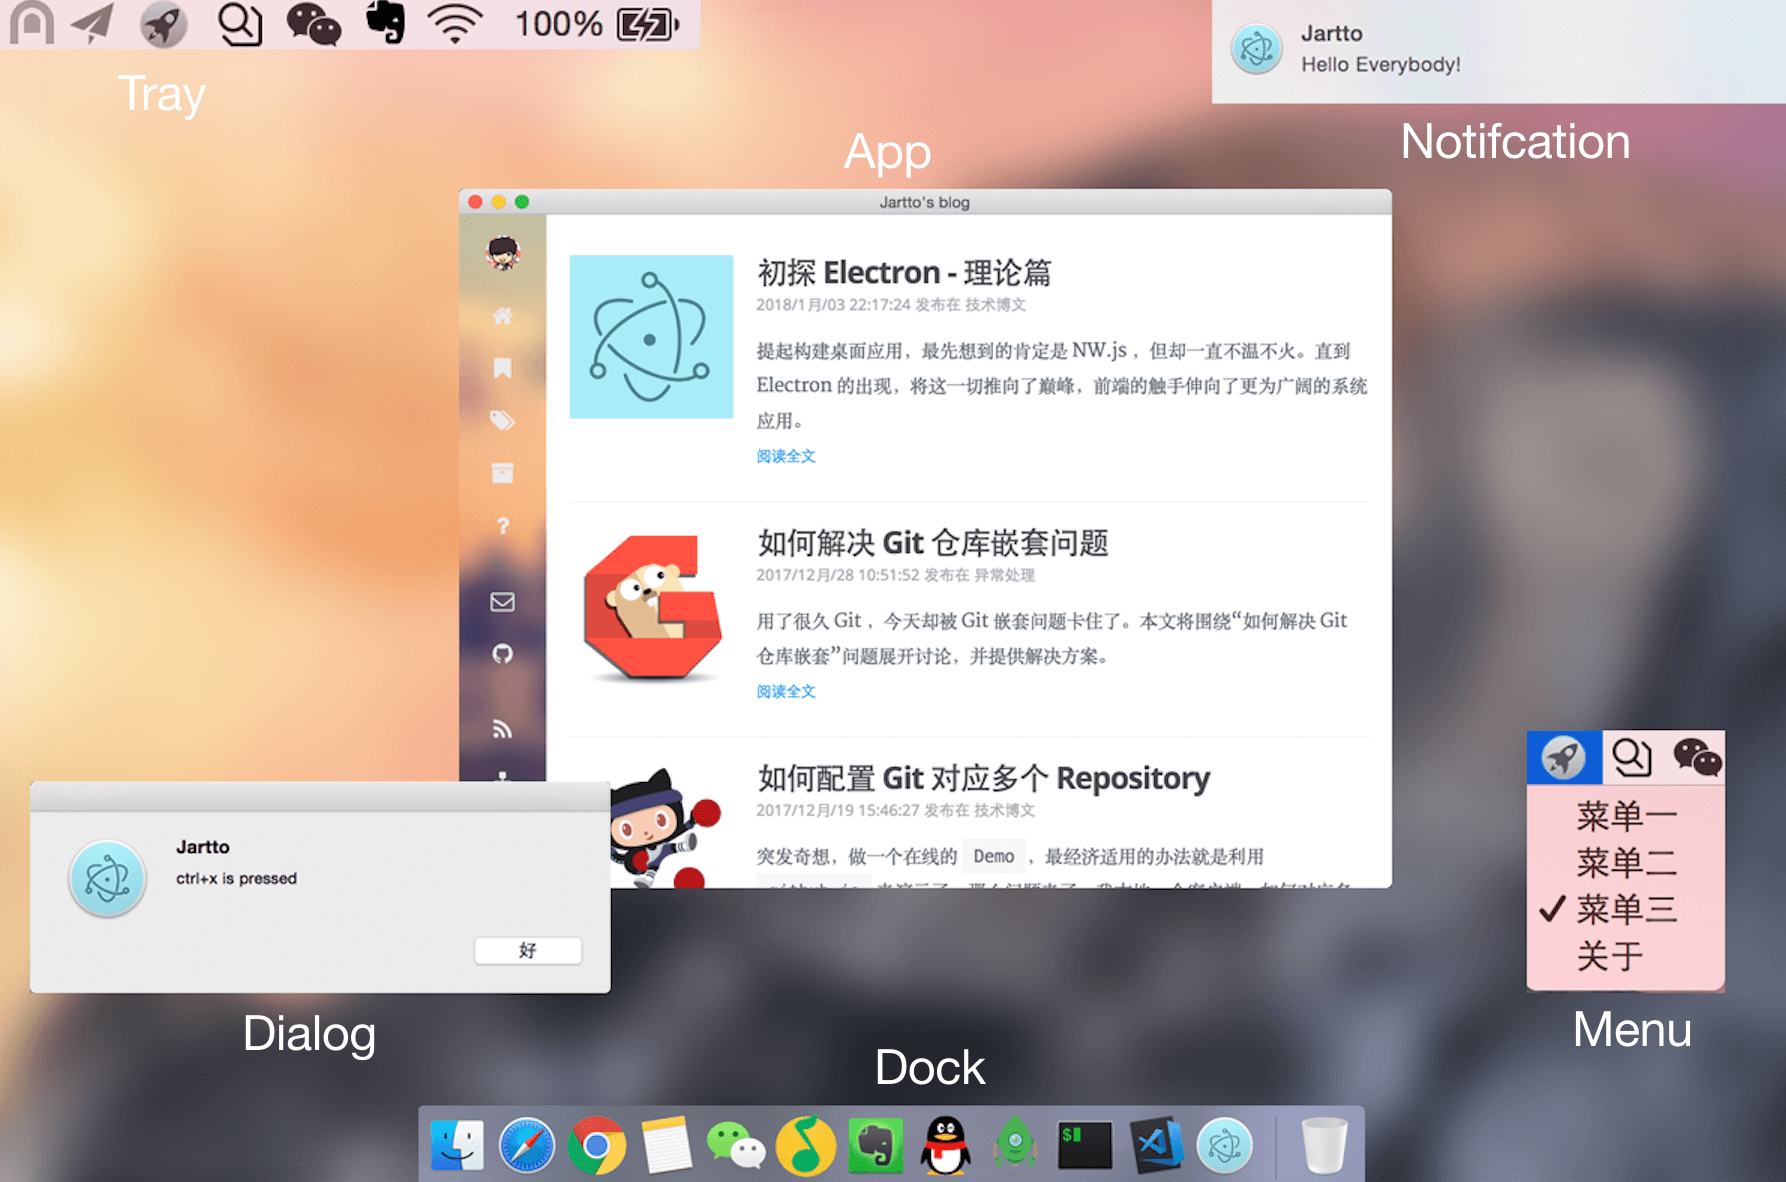 100%
Tray
Jartto
Hello Everybody!
Notifcation
App
Jartto's blog
初探 Electron - 理论篇
2018/1月/03 22:17:24 发布在 技术博文
提起构建桌面应用，最先想到的肯定是 NW.js ，但却一直不温不火。直到
Electron 的出现，将这一切推向了巅峰，前端的触手伸向了更为广阔的系统
应用。
阅读全文
如何解决 Git 仓库嵌套问题
2017/12月/28 10:51:52 发布在 异常处理
用了很久 Git ，今天却被 Git 嵌套问题卡住了。本文将围绕“如何解决 Git
仓库嵌套”问题展开讨论，并提供解决方案。
阅读全文
如何配置 Git 对应多个 Repository
2017/12月/19 15:46:27 发布在 技术博文
突发奇想，做一个在线的 Demo ，最经济适用的办法就是利用
Jartto
ctrl+x is pressed
好
Dialog
菜单一
菜单二
菜单三
关于
Menu
Dock
$